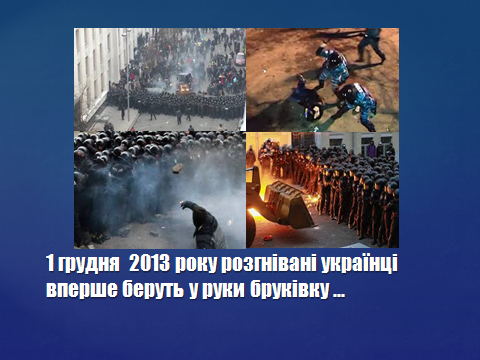 1 грудня 2013 року розгнівані українці
вперше беруть у руки бруківку ...